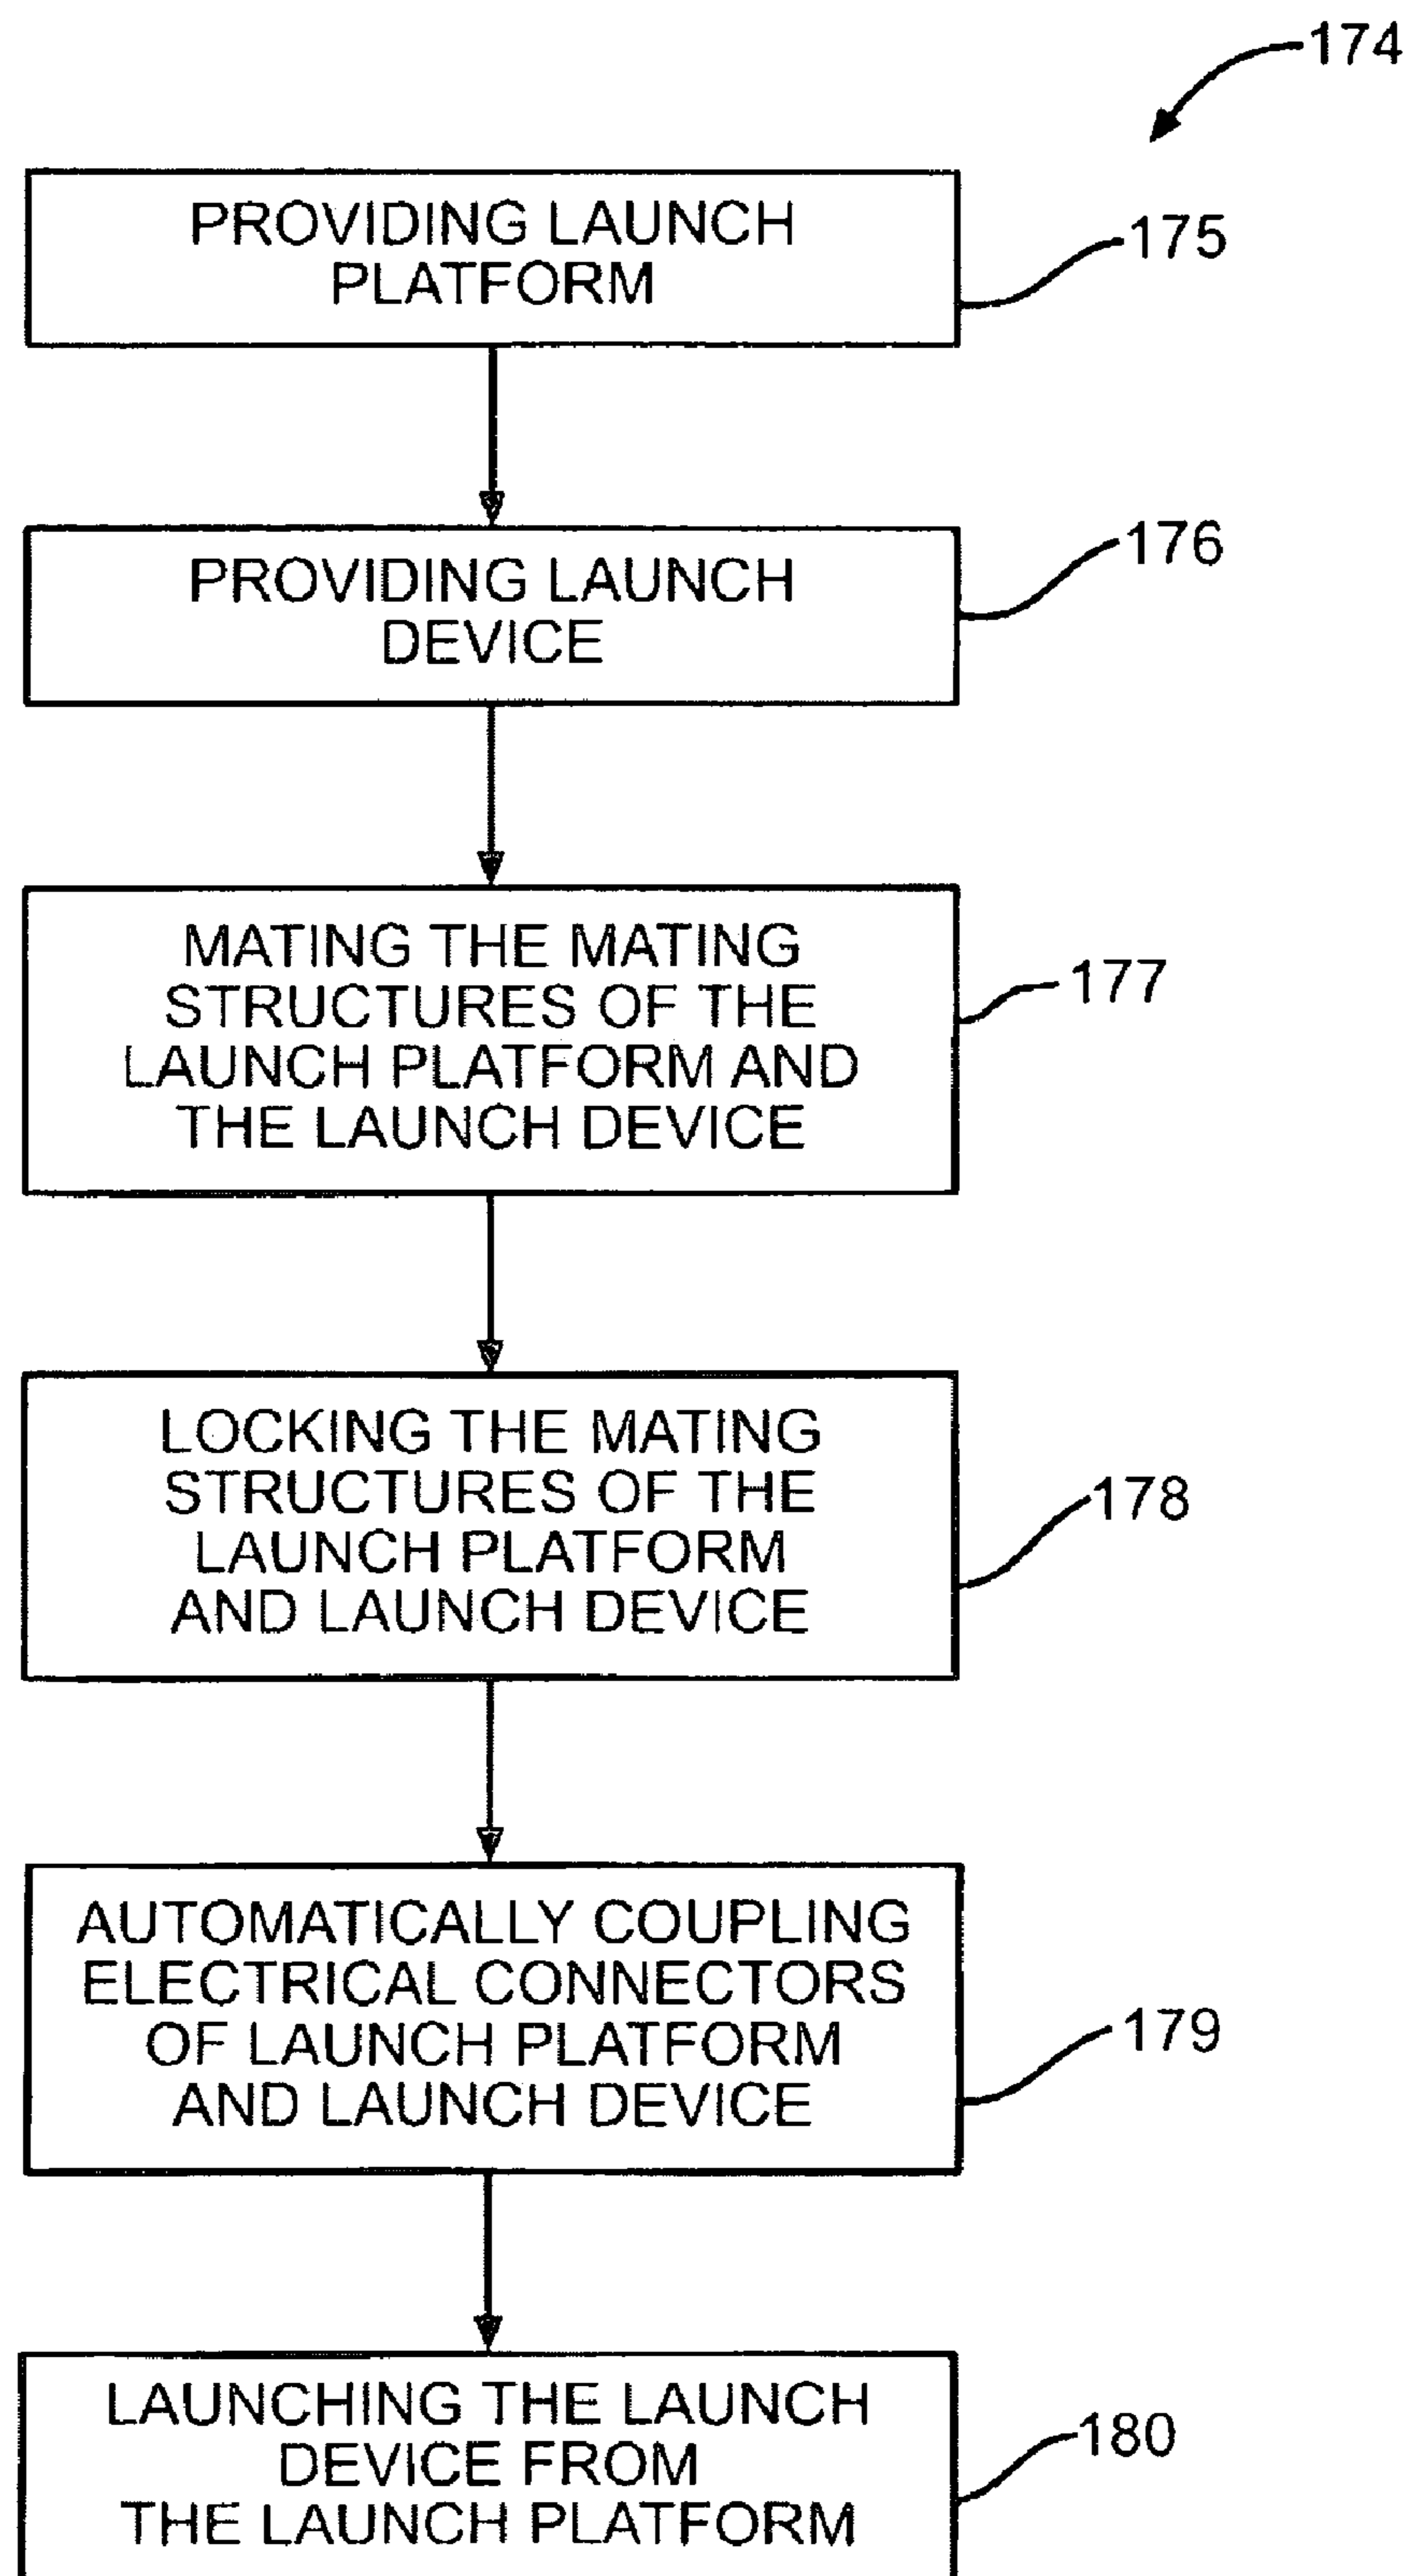 174
PROVIDING LAUNCH
PLATFORM
175
PROVIDING LAUNCH
DEVICE
176
MATING THE MATING
STRUCTURES OF THE
LAUNCH PLATFORM AND
THE LAUNCH DEVICE
177
LOCKING THE MATING
STRUCTURES OF THE
LAUNCH PLATFORM
AND LAUNCH DEVICE
178
AUTOMATICALLY COUPLING
ELECTRICAL CONNECTORS
OF LAUNCH PLATFORM
AND LAUNCH DEVICE
179
LAUNCHING THE LAUNCH
DEVICE FROM
THE LAUNCH PLATFORM
180